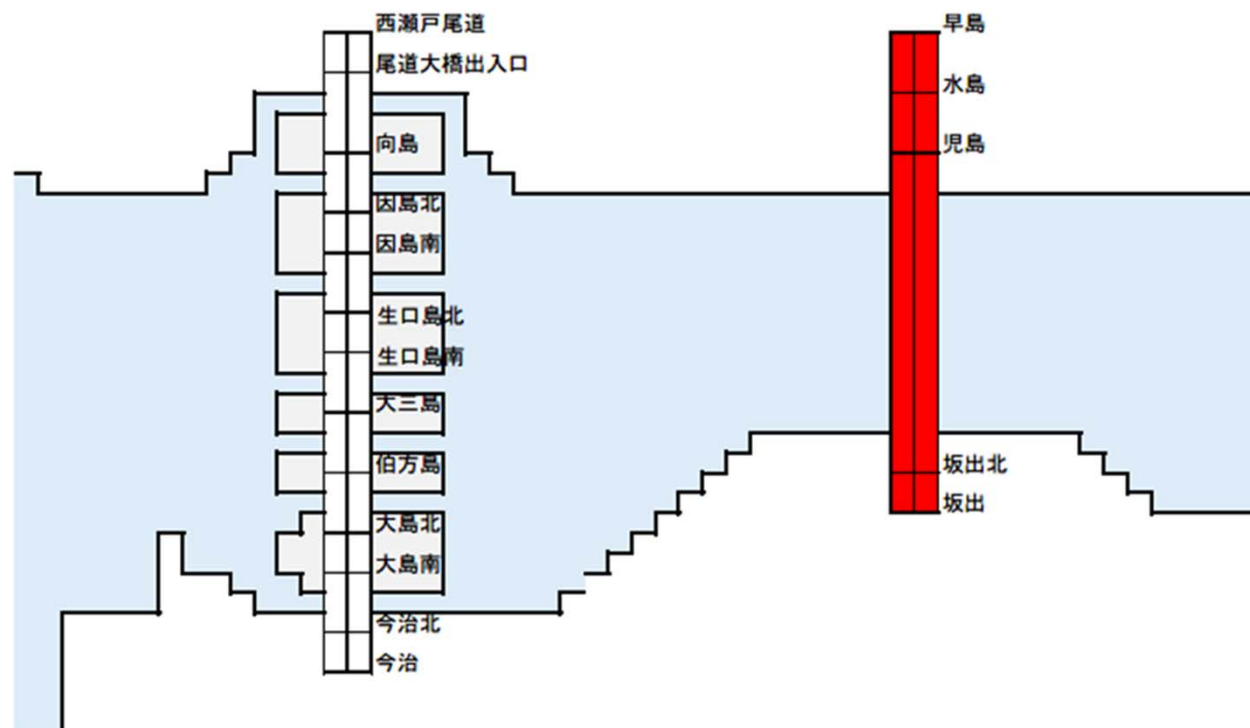 西瀬戸尾道
尾道大橋出入口
向島
因島北
因島南
生口島北
生口島南
大三島
伯方島
大島北
大島南
今治北
今治
早島
水島
児島
坂出北
坂出